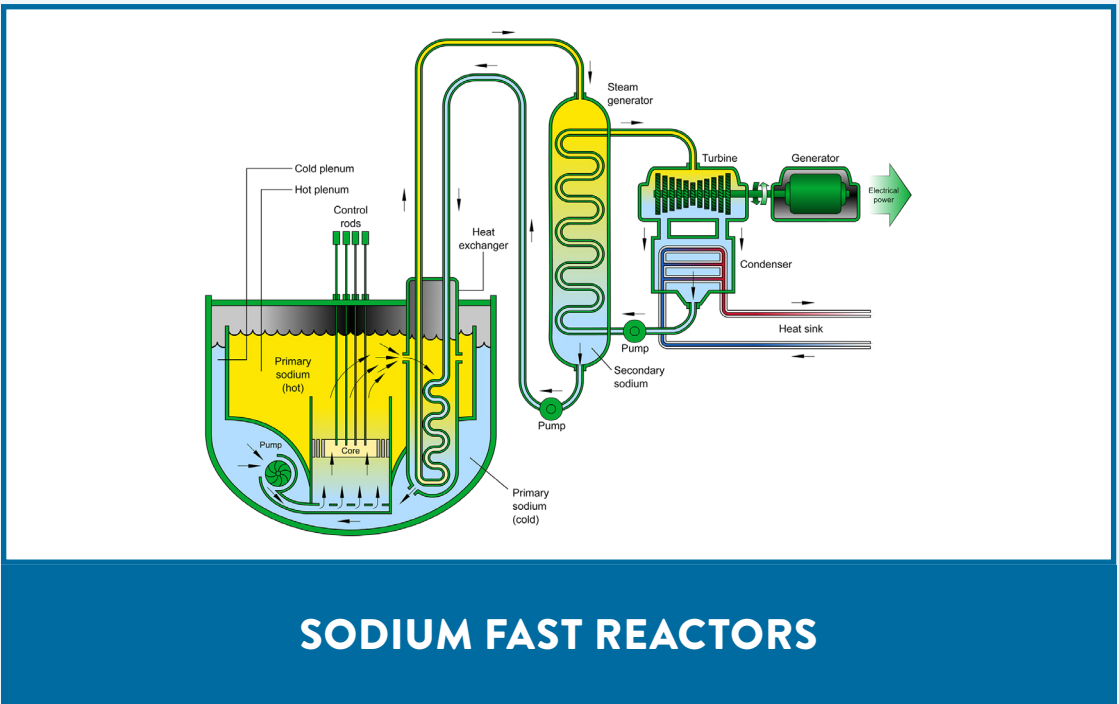 Steam
generator
Cold plenum
Hot plenum
Control
rods
Heat
exchanger
Turbine
Generator
Electrical
power
Condenser
Heat sink
Pump
Secondary
sodium
Pump
Primary
sodium
(hot)
Pump
Core
Primary
sodium
(cold)
SODIUM FAST REACTORS